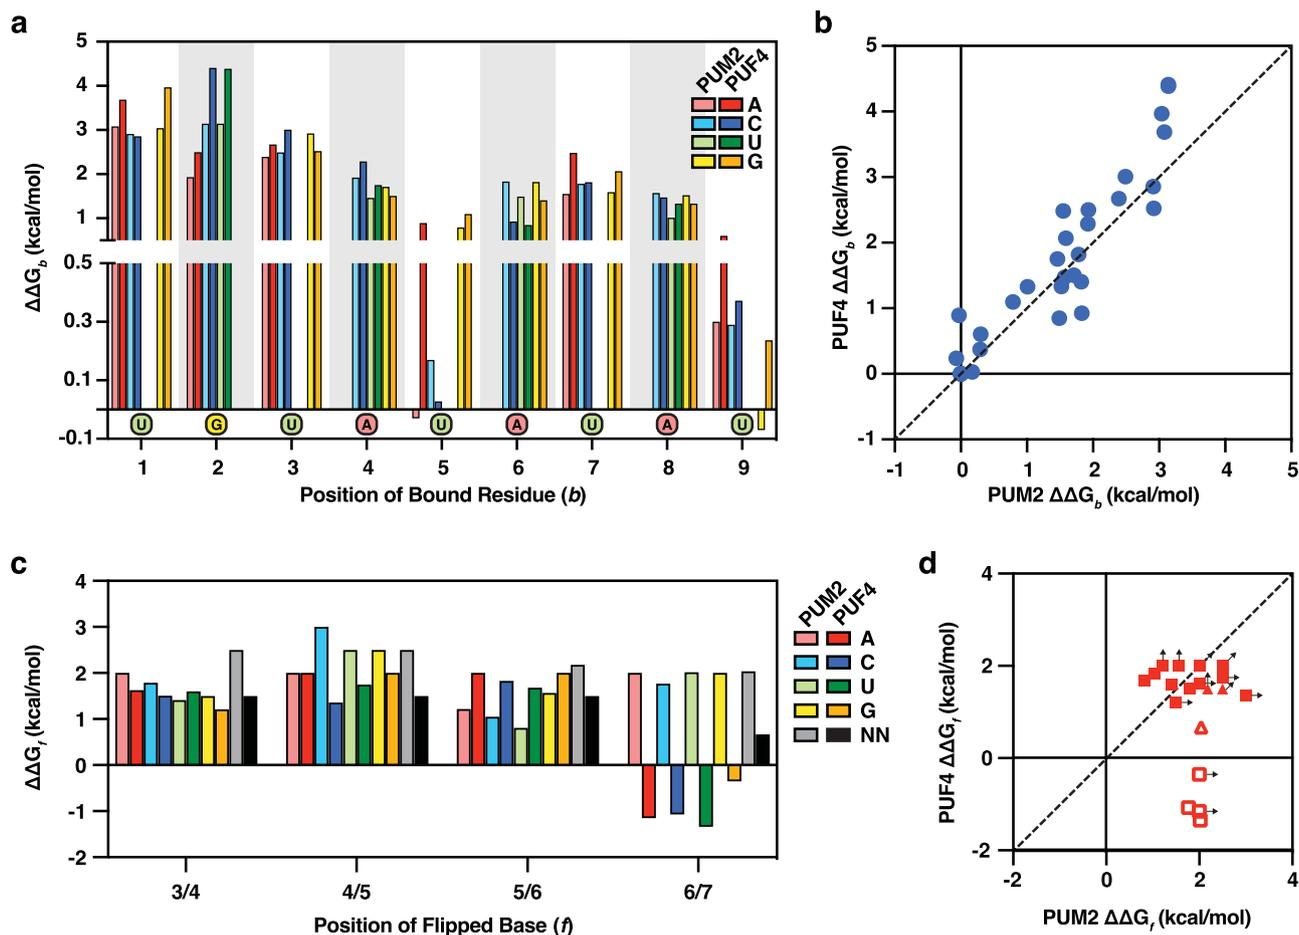 a
5
4
3
2
1
0.5
0.3
0.1
-0.1
ΔΔG_b (kcal/mol)
PUM2 PUF4
A
C
U
G
U G U A U A U A U
1 2 3 4 5 6 7 8 9
Position of Bound Residue (b)
b
5
4
3
2
1
0
-1
PUF4 ΔΔG_b (kcal/mol)
-1 0 1 2 3 4 5
PUM2 ΔΔG_b (kcal/mol)
c
4
3
2
1
0
-1
-2
ΔΔG_f (kcal/mol)
3/4 4/5 5/6 6/7
Position of Flipped Base (f)
PUM2 PUF4
A
C
U
G
NN
d
4
2
0
-2
PUF4 ΔΔG_f (kcal/mol)
-2 0 2 4
PUM2 ΔΔG_f (kcal/mol)